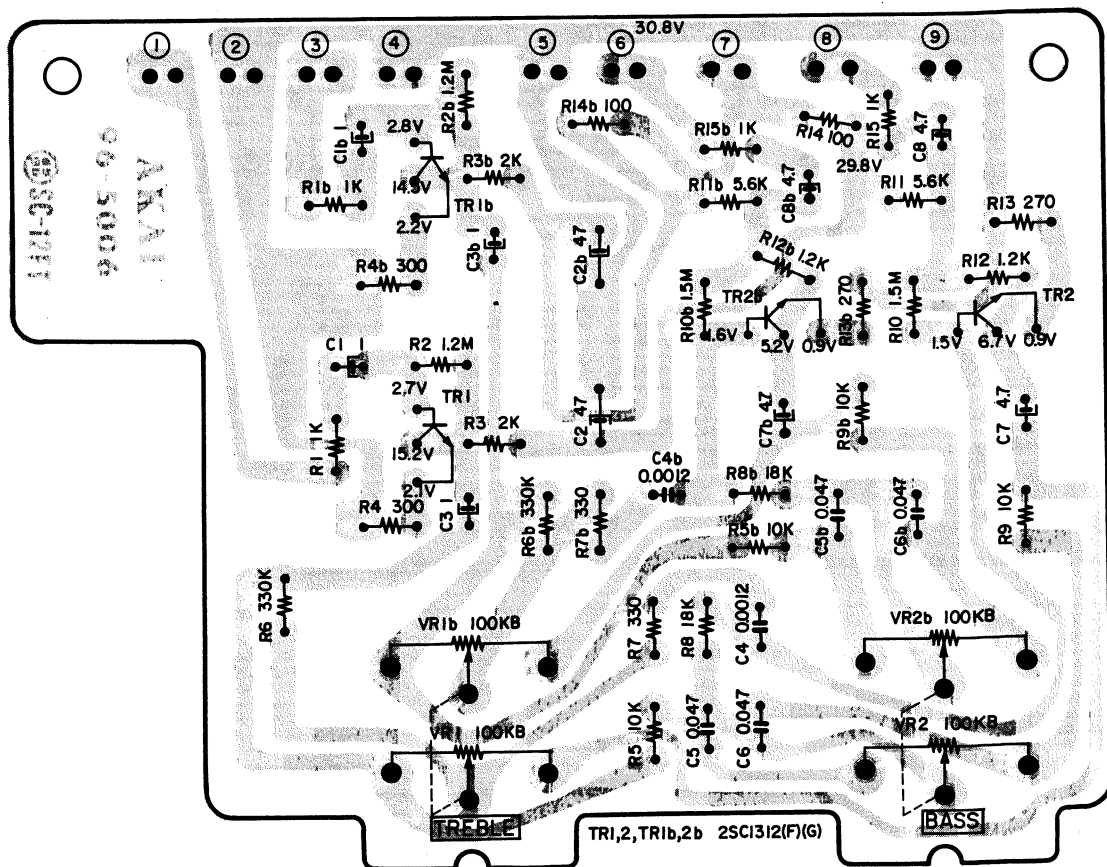 30.8V
1
2
3
4
5
6
7
8
9
R2b 1.2M
2.8V
C1b 1
R14b 100
R15b 1K
R14 100
R15 1K
C8 4.7
29.8V
R3b 2K
R1b 1K
14.9V
TR1b
2.2V
R11b 5.6K
C8b 4.7
R11 5.6K
R13 270
AKAI
96-5006
SC-12FT
C3b 1
C2b 47
R4b 300
R12b 1.2K
R12 1.2K
R10b 1.5M
TR2b
R13b 270
R10 1.5M
TR2
1.6V
5.2V
0.9V
1.5V
6.7V
0.9V
C1 1
R2 1.2M
2.7V
TR1
R1 1K
R3 2K
15.2V
2.1V
C2 47
C7b 4.7
R9b 10K
C7 4.7
C4b
0.0012
R8b 18K
R4 300
C3 1
R6b 330K
R7b 330
R5b 10K
C5b 0.047
C6b 0.047
R9 10K
R6 330K
VR1b 100KB
R7 330
R8 18K
C4 0.0012
VR2b 100KB
VR1 100KB
R5 10K
C5 0.047
C6 0.047
VR2 100KB
TREBLE
TR1,2,TR1b,2b 2SC1312(F)(G)
BASS